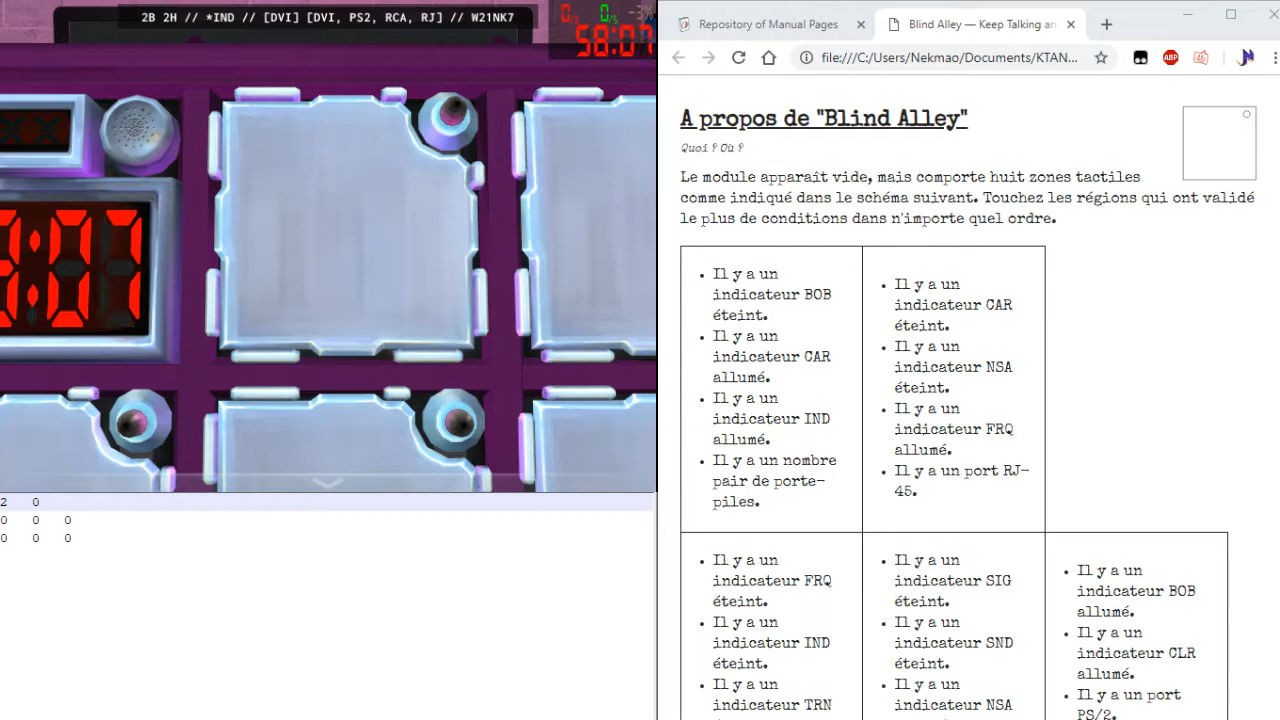 2B 2H // *IND // [DVI] [DVI, PS2, RCA, RJ] // W21NK7
-3%
58:07
2 0
0 0 0
0 0 0
Repository of Manual Pages
Blind Alley — Keep Talking an
file:///C:/Users/Nekmao/Documents/KTAN...
ABP
A propos de "Blind Alley"
Quoi ? Où ?
Le module apparait vide, mais comporte huit zones tactiles
comme indiqué dans le schéma suivant. Touchez les régions qui ont validé
le plus de conditions dans n'importe quel ordre.
Il y a un
indicateur BOB
éteint.
Il y a un
indicateur CAR
allumé.
Il y a un
indicateur IND
allumé.
Il y a un nombre
pair de porte-
piles.
Il y a un
indicateur CAR
éteint.
Il y a un
indicateur NSA
éteint.
Il y a un
indicateur FRQ
allumé.
Il y a un port RJ-
45.
Il y a un
indicateur FRQ
éteint.
Il y a un
indicateur IND
éteint.
Il y a un
indicateur TRN
Il y a un
indicateur SIG
éteint.
Il y a un
indicateur SND
éteint.
Il y a un
indicateur NSA
Il y a un
indicateur BOB
allumé.
Il y a un
indicateur CLR
allumé.
Il y a un port
PS/2.